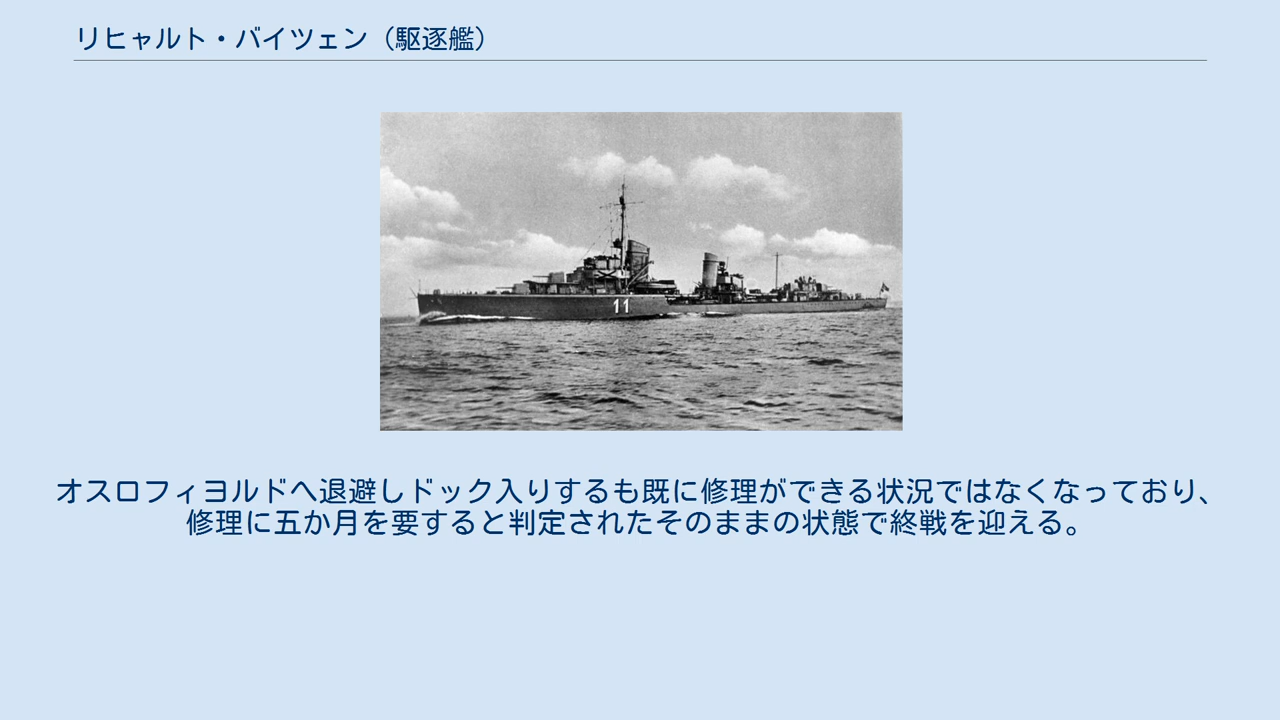 リヒャルト・バイツェン（駆逐艦）
11
オスロフィヨルドへ退避しドック入りするも既に修理ができる状況ではなくなっており、
修理に五か月を要すると判定されたそのままの状態で終戦を迎える。